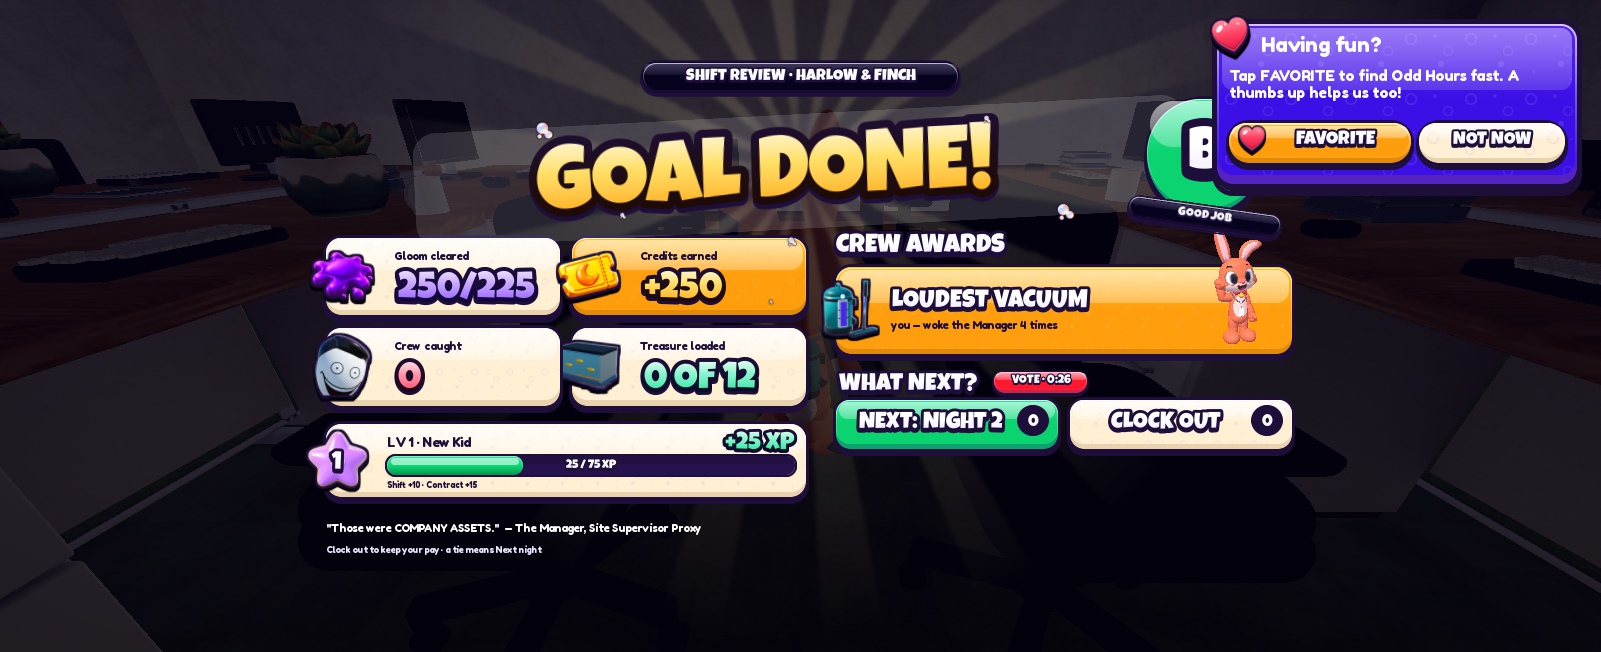 SHIFT REVIEW · HARLOW & FINCH
GOAL DONE!
B
GOOD JOB
Having fun?
Tap FAVORITE to find Odd Hours fast. A
thumbs up helps us too!
FAVORITE
NOT NOW
Gloom cleared
250/225
Credits earned
+250
Crew caught
0
Treasure loaded
0 OF 12
1
LV 1 · New Kid
+25 XP
25 / 75 XP
Shift +10 · Contract +15
"Those were COMPANY ASSETS." — The Manager, Site Supervisor Proxy
Clock out to keep your pay · a tie means Next night
CREW AWARDS
LOUDEST VACUUM
you — woke the Manager 4 times
WHAT NEXT?
VOTE · 0:26
NEXT: NIGHT 2 0
CLOCK OUT 0